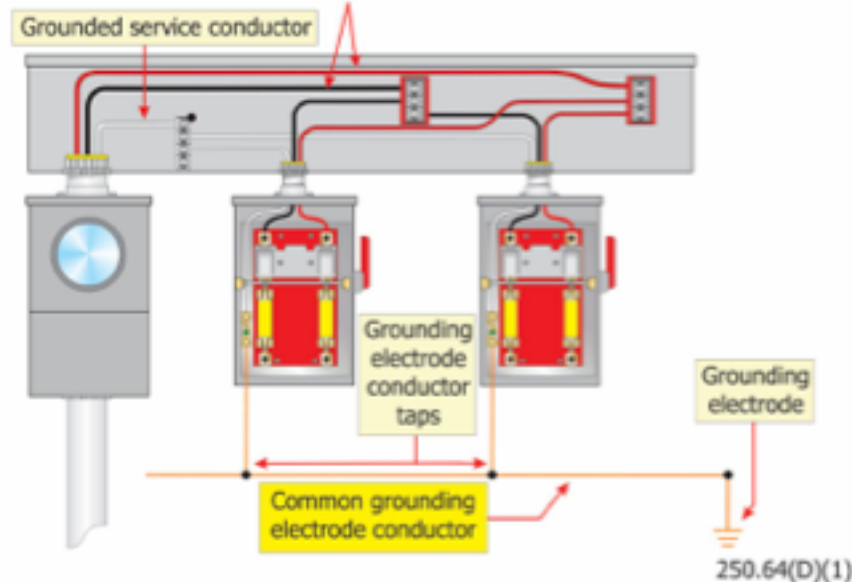 Grounded service conductor
Grounding
electrode
conductor
taps
Grounding
electrode
Common grounding
electrode conductor
250.64(D)(1)